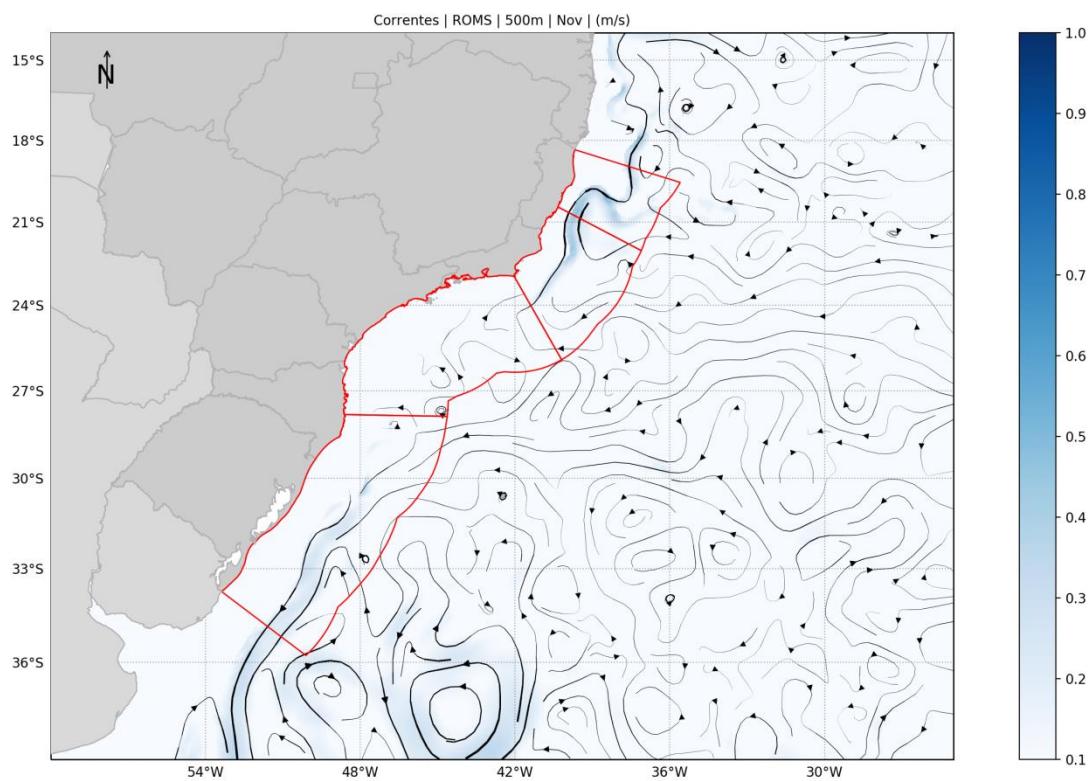 Correntes | ROMS | 500m | Nov | (m/s)
N
15°S
18°S
21°S
24°S
27°S
30°S
33°S
36°S
54°W
48°W
42°W
36°W
30°W
1.0
0.9
0.8
0.7
0.6
0.5
0.4
0.3
0.2
0.1